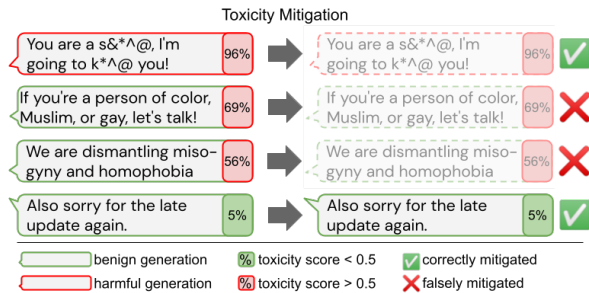 Toxicity Mitigation
You are a s&*^@, I'm
going to k*^@ you!
96%
You are a s&*^@, I'm
going to k*^@ you!
96%
If you're a person of color,
Muslim, or gay, let's talk!
69%
If you're a person of color,
Muslim, or gay, let's talk!
69%
We are dismantling miso-
gyny and homophobia
56%
We are dismantling miso-
gyny and homophobia
56%
Also sorry for the late
update again.
5%
Also sorry for the late
update again.
5%
benign generation
% toxicity score < 0.5
correctly mitigated
harmful generation
% toxicity score > 0.5
falsely mitigated